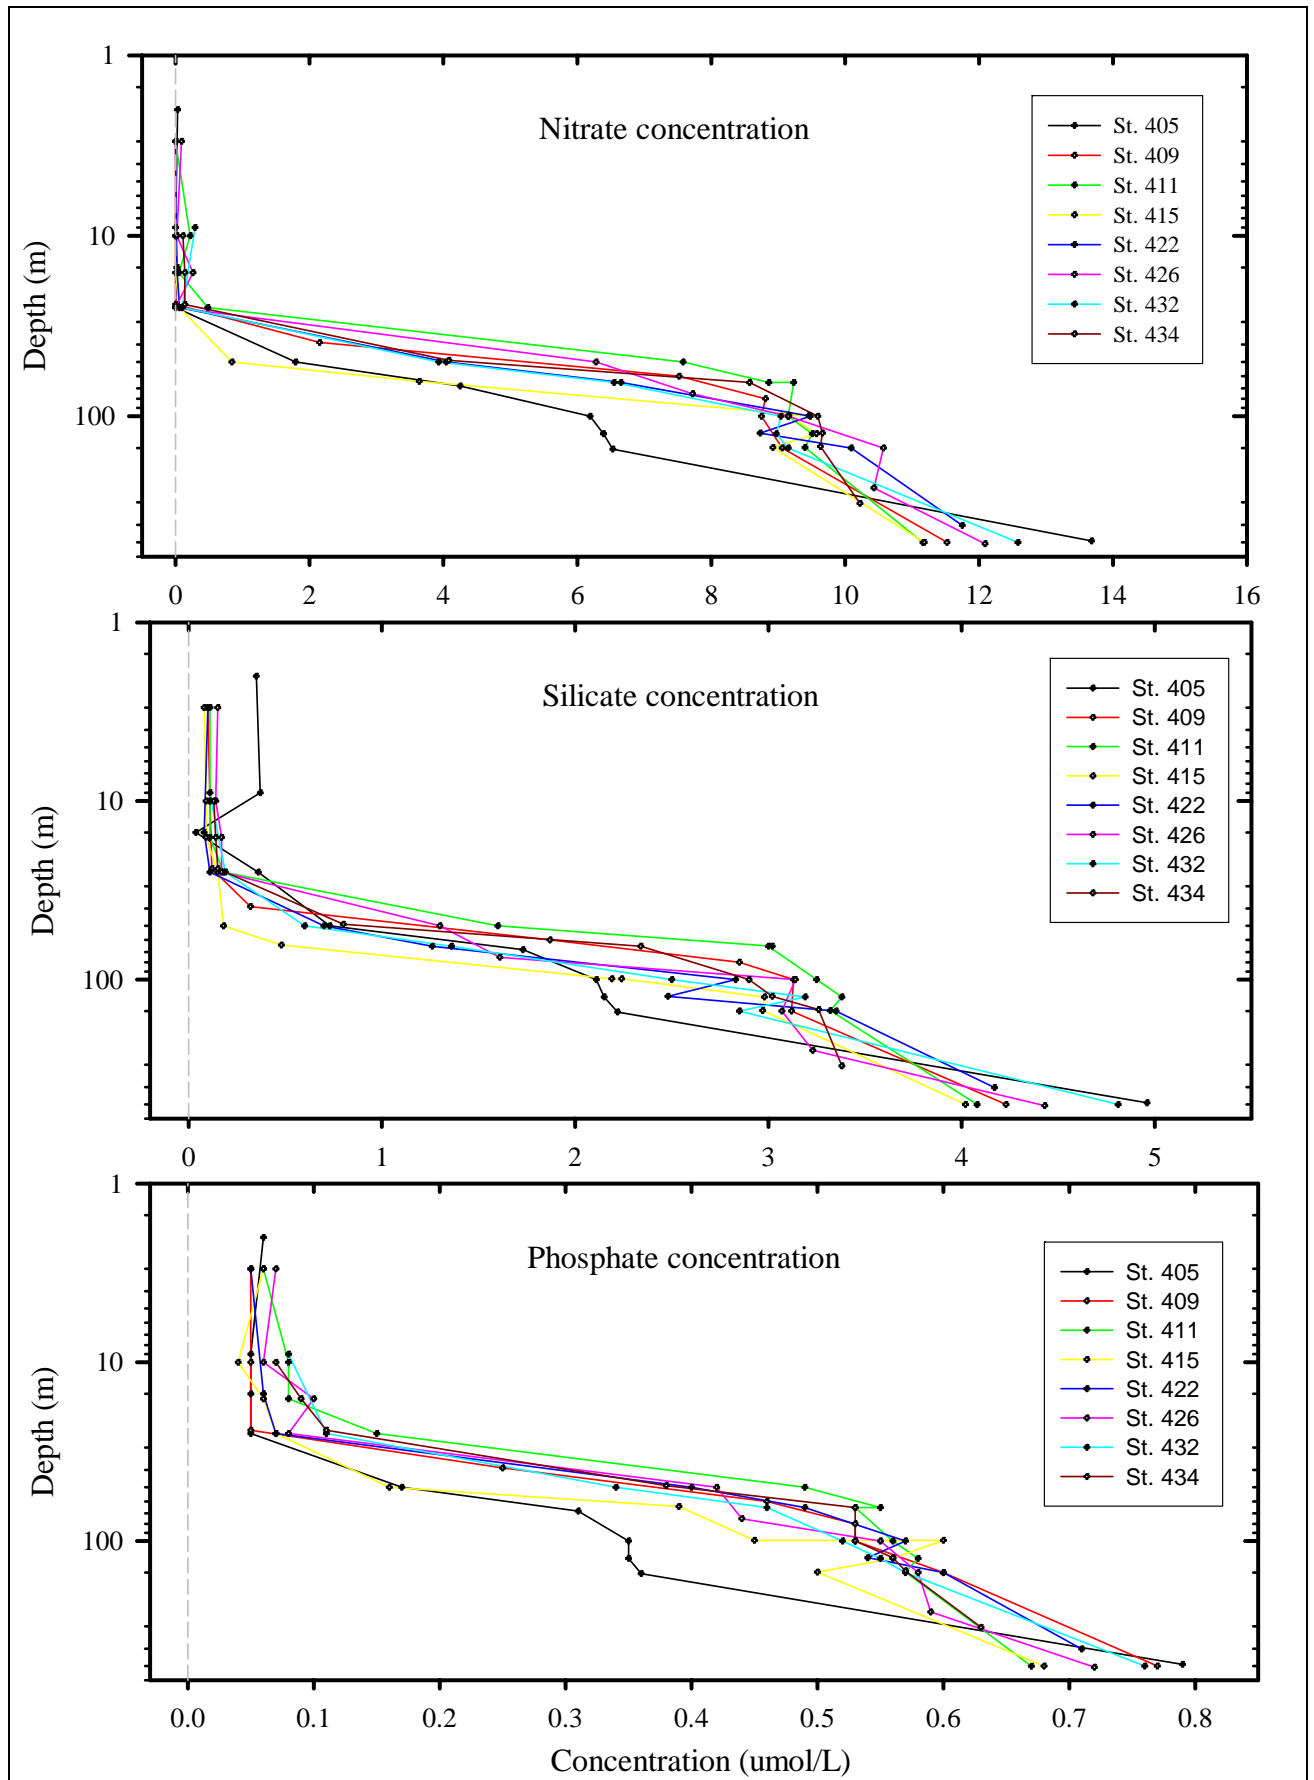 1
Nitrate concentration
St. 405
St. 409
St. 411
St. 415
St. 422
St. 426
St. 432
St. 434
10
100
Depth (m)
0 2 4 6 8 10 12 14 16
1
Silicate concentration
St. 405
St. 409
St. 411
St. 415
St. 422
St. 426
St. 432
St. 434
10
100
Depth (m)
0 1 2 3 4 5
1
Phosphate concentration
St. 405
St. 409
St. 411
St. 415
St. 422
St. 426
St. 432
St. 434
10
100
Depth (m)
0.0 0.1 0.2 0.3 0.4 0.5 0.6 0.7 0.8
Concentration (umol/L)